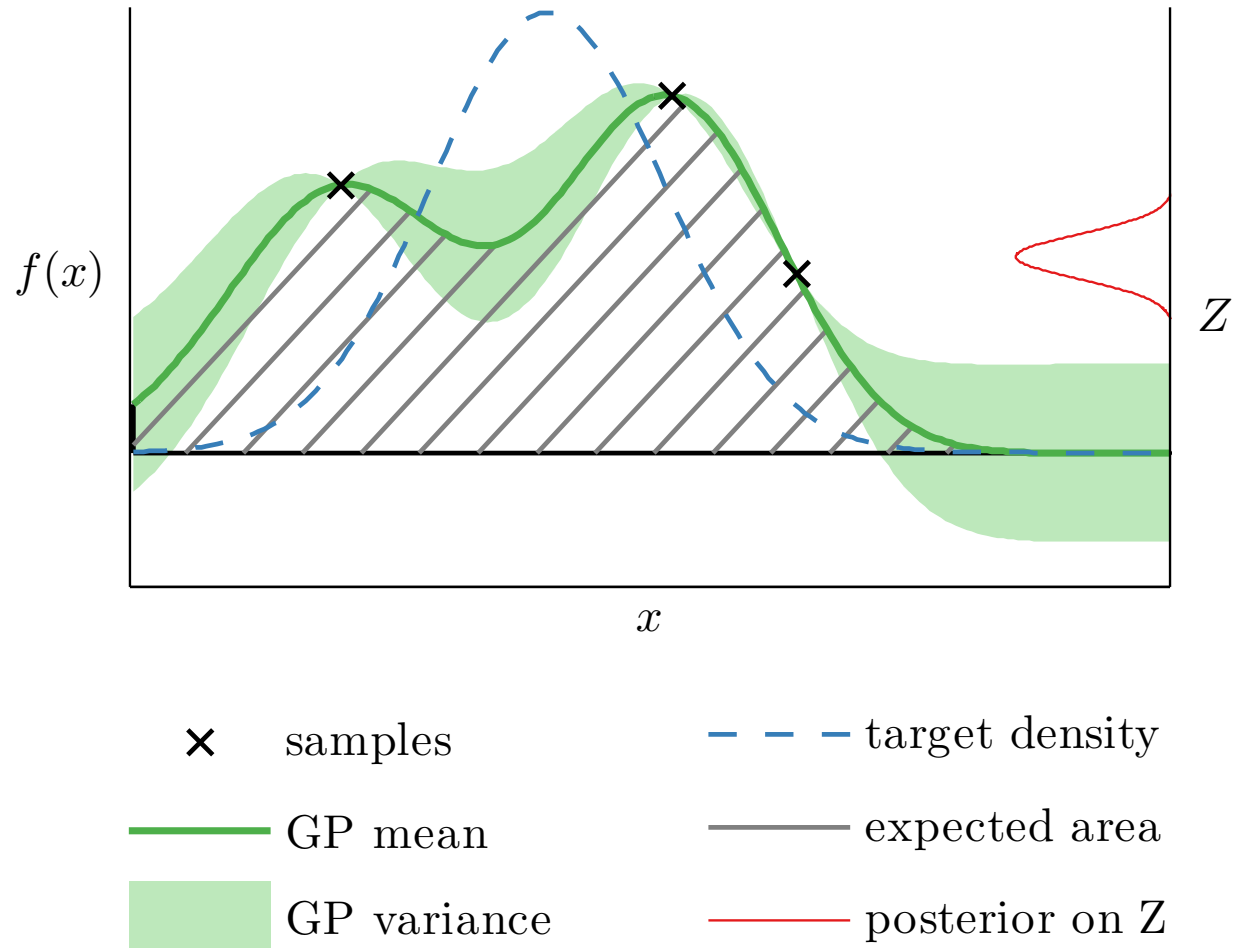 f(x)
Z
x
samples
target density
GP mean
expected area
GP variance
posterior on Z